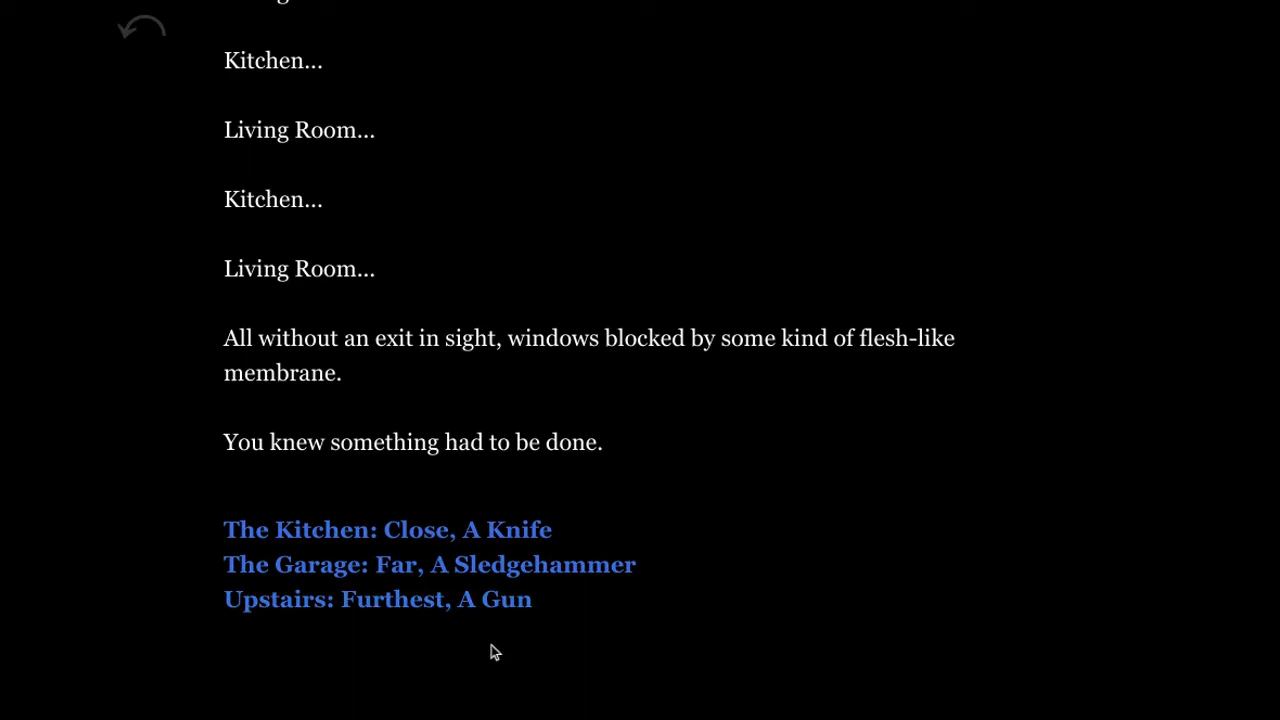 Kitchen...
Living Room...
Kitchen...
Living Room...
All without an exit in sight, windows blocked by some kind of flesh-like
membrane.
You knew something had to be done.
The Kitchen: Close, A Knife
The Garage: Far, A Sledgehammer
Upstairs: Furthest, A Gun